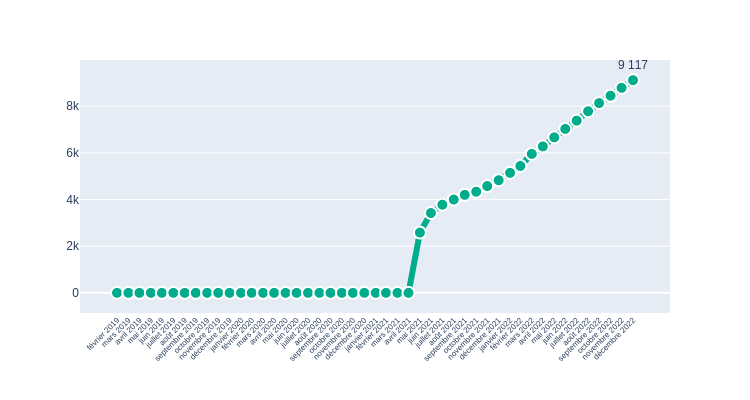 9 117
8k
6k
4k
2k
0
février 2019
mars 2019
avril 2019
mai 2019
juin 2019
juillet 2019
août 2019
septembre 2019
octobre 2019
novembre 2019
décembre 2019
janvier 2020
février 2020
mars 2020
avril 2020
mai 2020
juin 2020
juillet 2020
août 2020
septembre 2020
octobre 2020
novembre 2020
décembre 2020
janvier 2021
février 2021
mars 2021
avril 2021
mai 2021
juin 2021
juillet 2021
août 2021
septembre 2021
octobre 2021
novembre 2021
décembre 2021
janvier 2022
février 2022
mars 2022
avril 2022
mai 2022
juin 2022
juillet 2022
août 2022
septembre 2022
octobre 2022
novembre 2022
décembre 2022